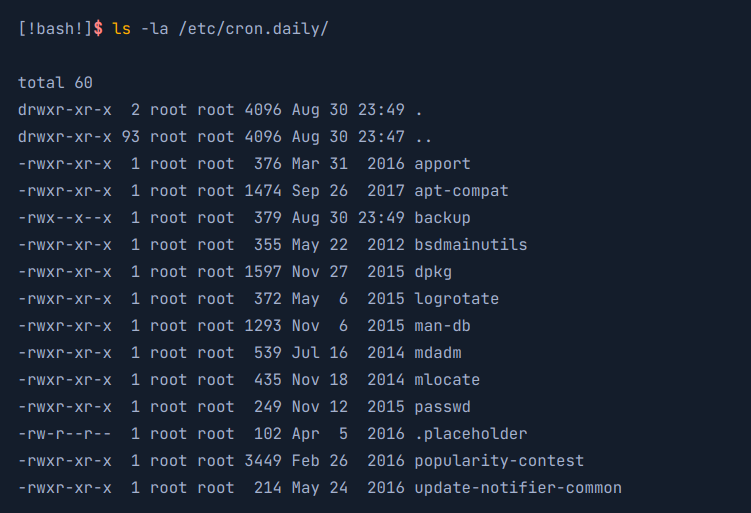 [!bash!]$ ls -la /etc/cron.daily/
total 60
drwxr-xr-x  2 root root 4096 Aug 30 23:49 .
drwxr-xr-x 93 root root 4096 Aug 30 23:47 ..
-rwxr-xr-x  1 root root  376 Mar 31  2016 apport
-rwxr-xr-x  1 root root 1474 Sep 26  2017 apt-compat
-rwx--x--x  1 root root  379 Aug 30 23:49 backup
-rwxr-xr-x  1 root root  355 May 22  2012 bsdmainutils
-rwxr-xr-x  1 root root 1597 Nov 27  2015 dpkg
-rwxr-xr-x  1 root root  372 May  6  2015 logrotate
-rwxr-xr-x  1 root root 1293 Nov  6  2015 man-db
-rwxr-xr-x  1 root root  539 Jul 16  2014 mdadm
-rwxr-xr-x  1 root root  435 Nov 18  2014 mlocate
-rwxr-xr-x  1 root root  249 Nov 12  2015 passwd
-rw-r--r--  1 root root  102 Apr  5  2016 .placeholder
-rwxr-xr-x  1 root root 3449 Feb 26  2016 popularity-contest
-rwxr-xr-x  1 root root  214 May 24  2016 update-notifier-common